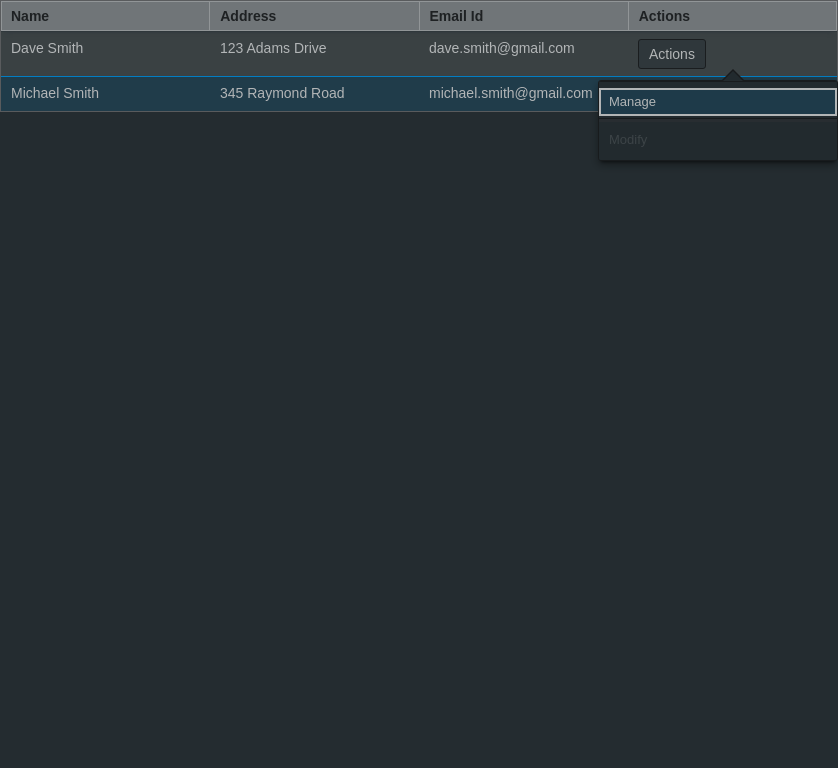 Name Address Email Id Actions
Dave Smith 123 Adams Drive dave.smith@gmail.com Actions
Michael Smith 345 Raymond Road michael.smith@gmail.com
Manage
Modify